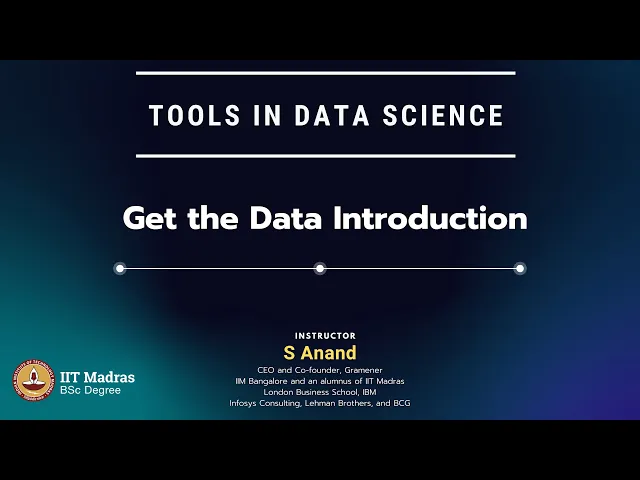 TOOLS IN DATA SCIENCE
Get the Data Introduction
INSTRUCTOR
S Anand
CEO and Co-founder, Gramener
IIM Bangalore and an alumnus of IIT Madras
London Business School, IBM
Infosys Consulting, Lehman Brothers, and BCG
IIT Madras
BSc Degree